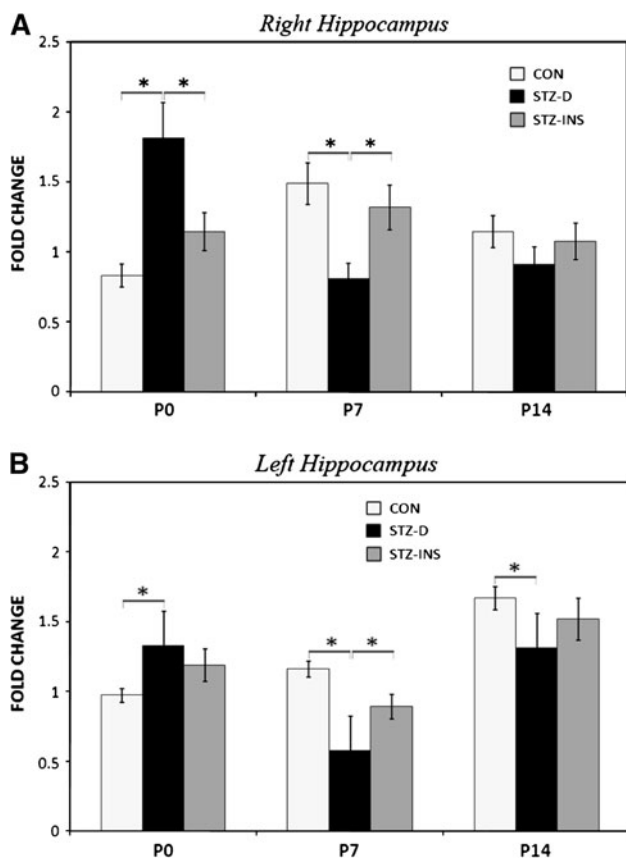 A
Right Hippocampus
2.5
2
1.5
1
0.5
0
FOLD CHANGE
CON
STZ-D
STZ-INS
* *
* *
P0 P7 P14
B
Left Hippocampus
2.5
2
1.5
1
0.5
0
FOLD CHANGE
CON
STZ-D
STZ-INS
*
* *
*
P0 P7 P14